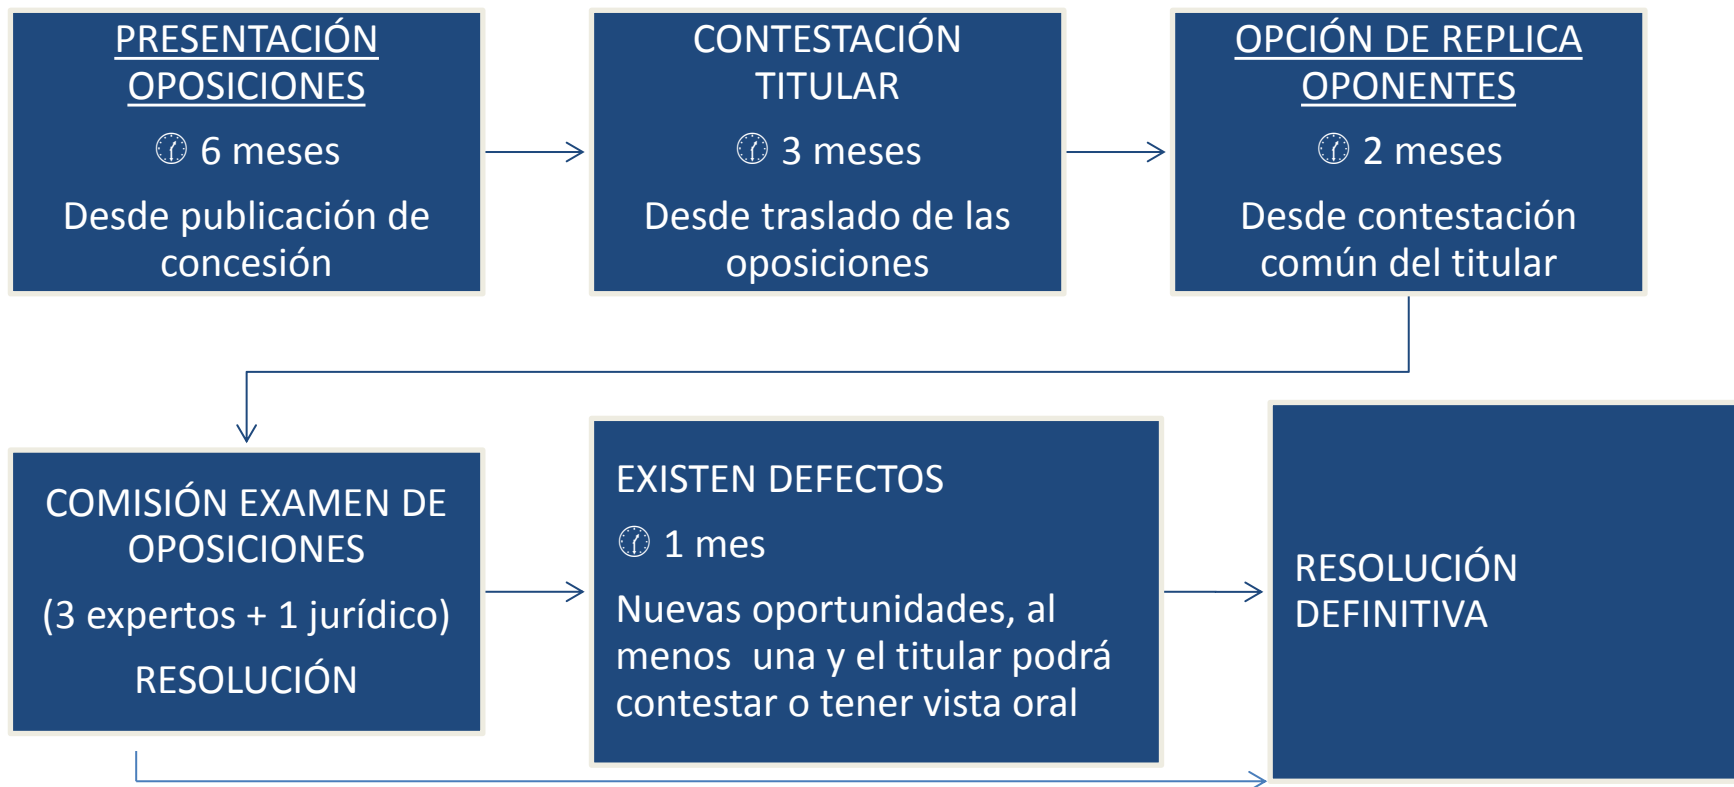 PRESENTACIÓN
OPOSICIONES
🕐 6 meses
Desde publicación de
concesión
CONTESTACIÓN
TITULAR
🕐 3 meses
Desde traslado de las
oposiciones
OPCIÓN DE REPLICA
OPONENTES
🕐 2 meses
Desde contestación
común del titular
COMISIÓN EXAMEN DE
OPOSICIONES
(3 expertos + 1 jurídico)
RESOLUCIÓN
EXISTEN DEFECTOS
🕐 1 mes
Nuevas oportunidades, al
menos una y el titular podrá
contestar o tener vista oral
RESOLUCIÓN
DEFINITIVA